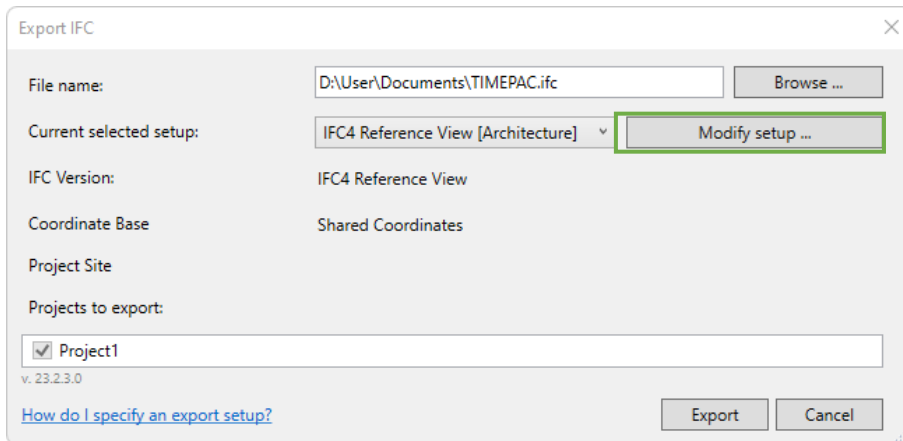 Export IFC
File name: D:\User\Documents\TIMEPAC.ifc Browse ...
Current selected setup: IFC4 Reference View [Architecture] Modify setup ...
IFC Version: IFC4 Reference View
Coordinate Base Shared Coordinates
Project Site
Projects to export:
Project1
v. 23.2.3.0
How do I specify an export setup? Export Cancel